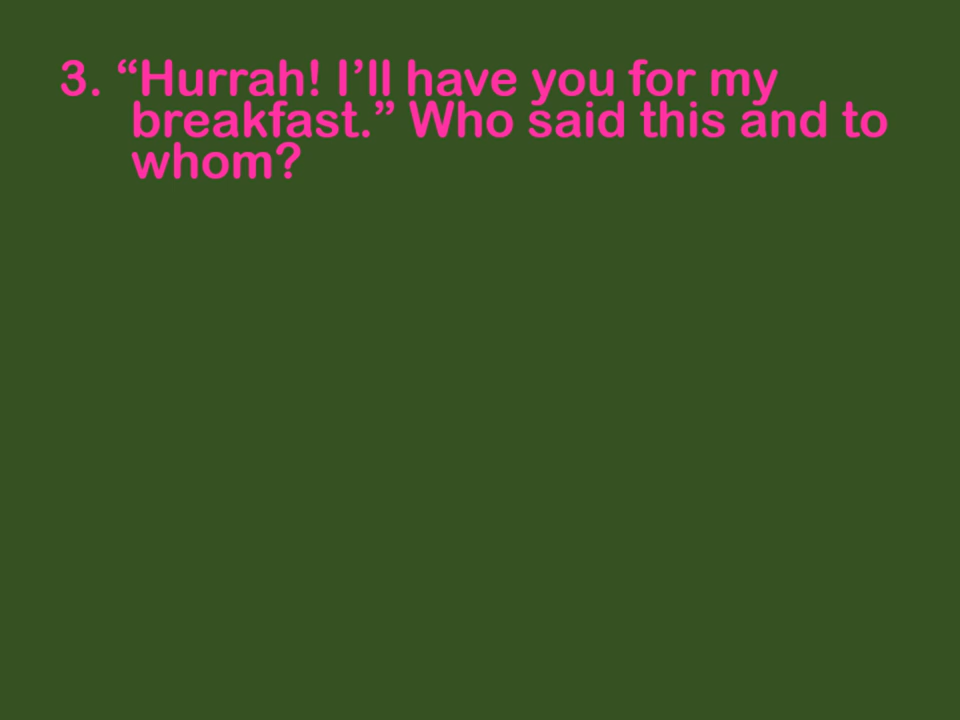 3. “Hurrah! I’ll have you for my
breakfast.” Who said this and to
whom?